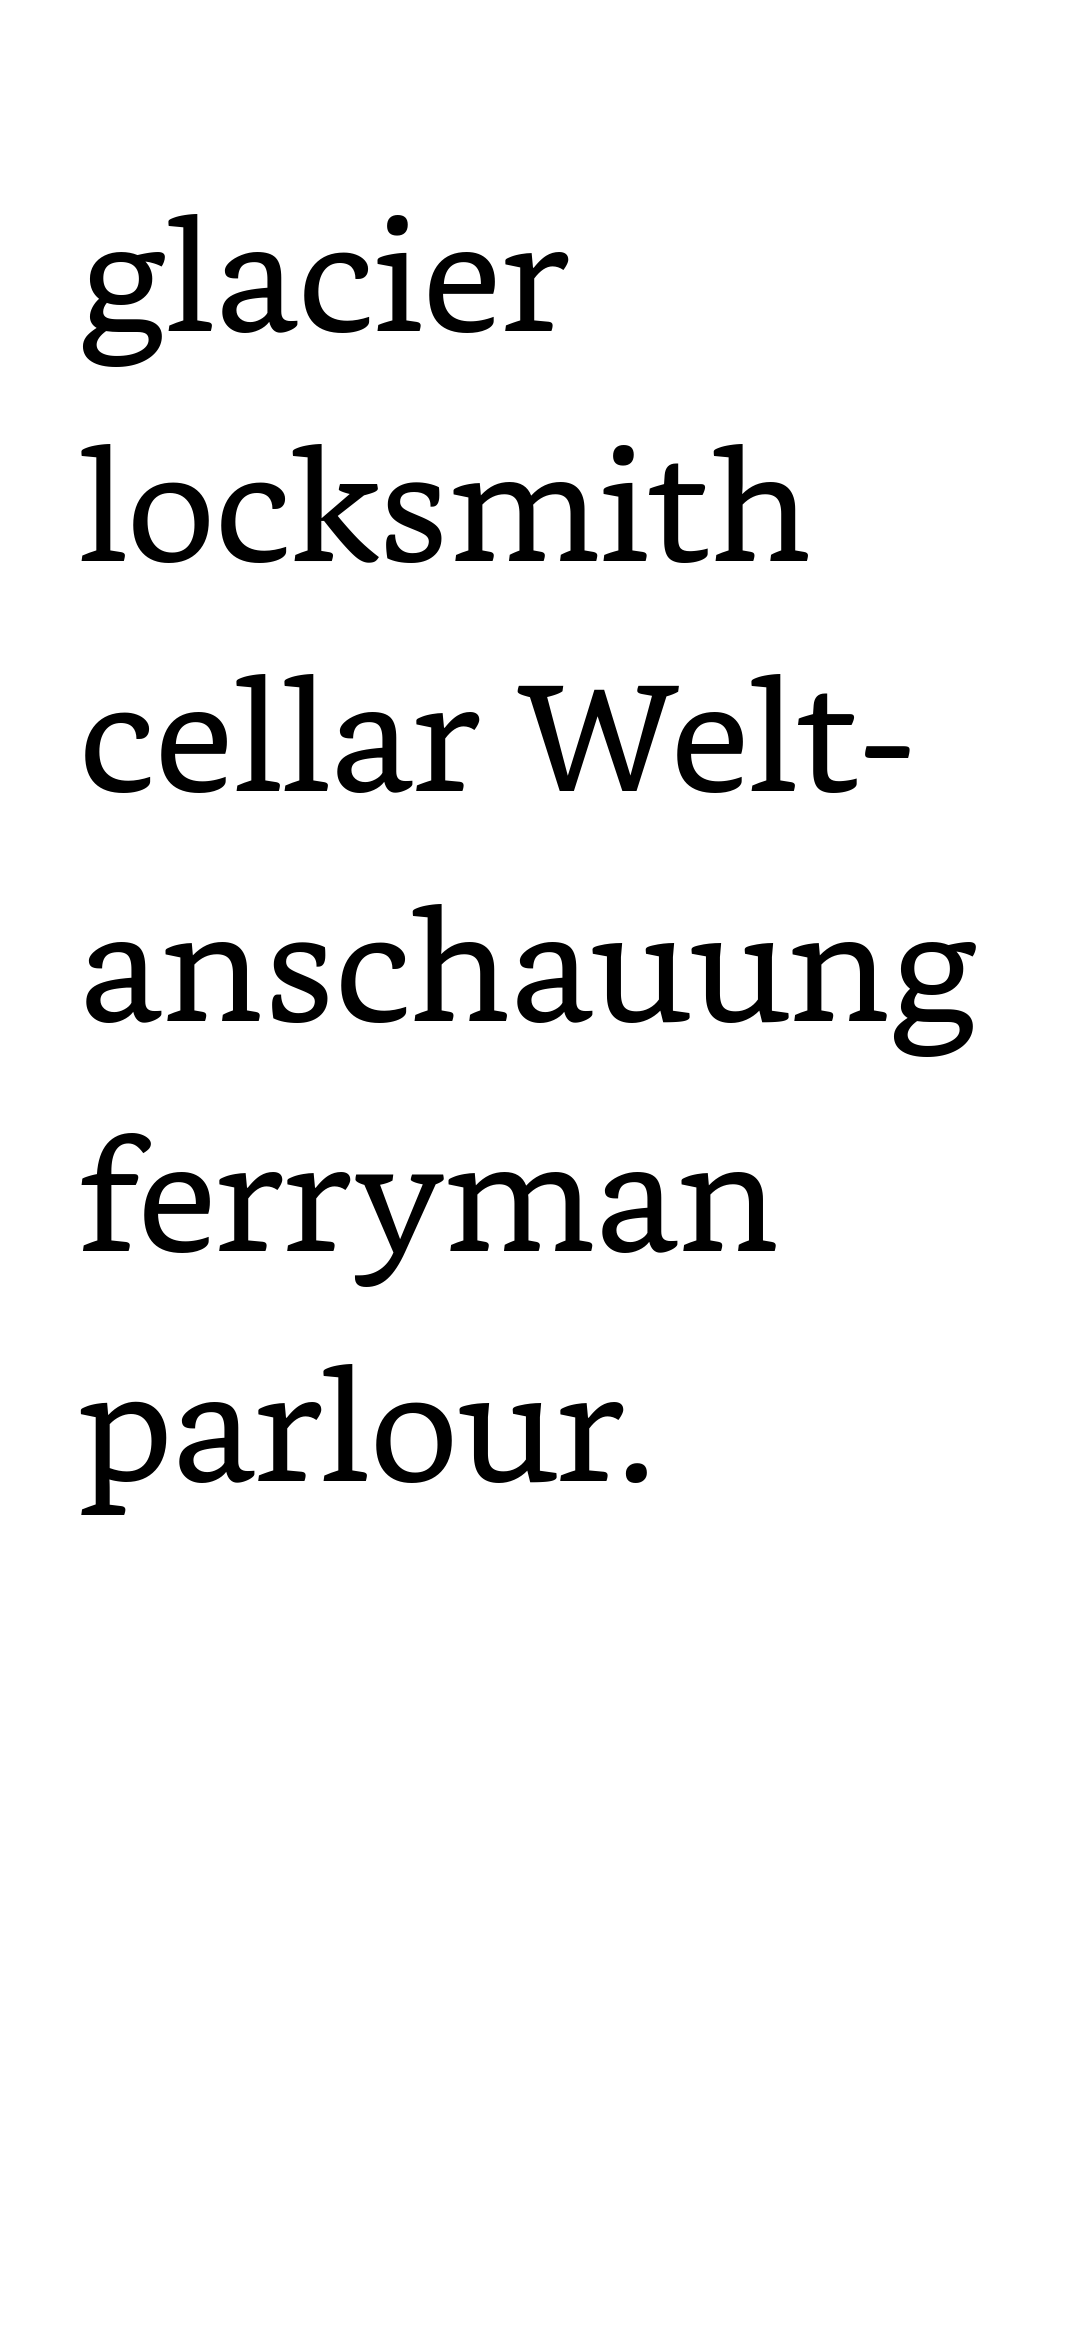 glacier
locksmith
cellar Welt-
anschauung
ferryman
parlour.